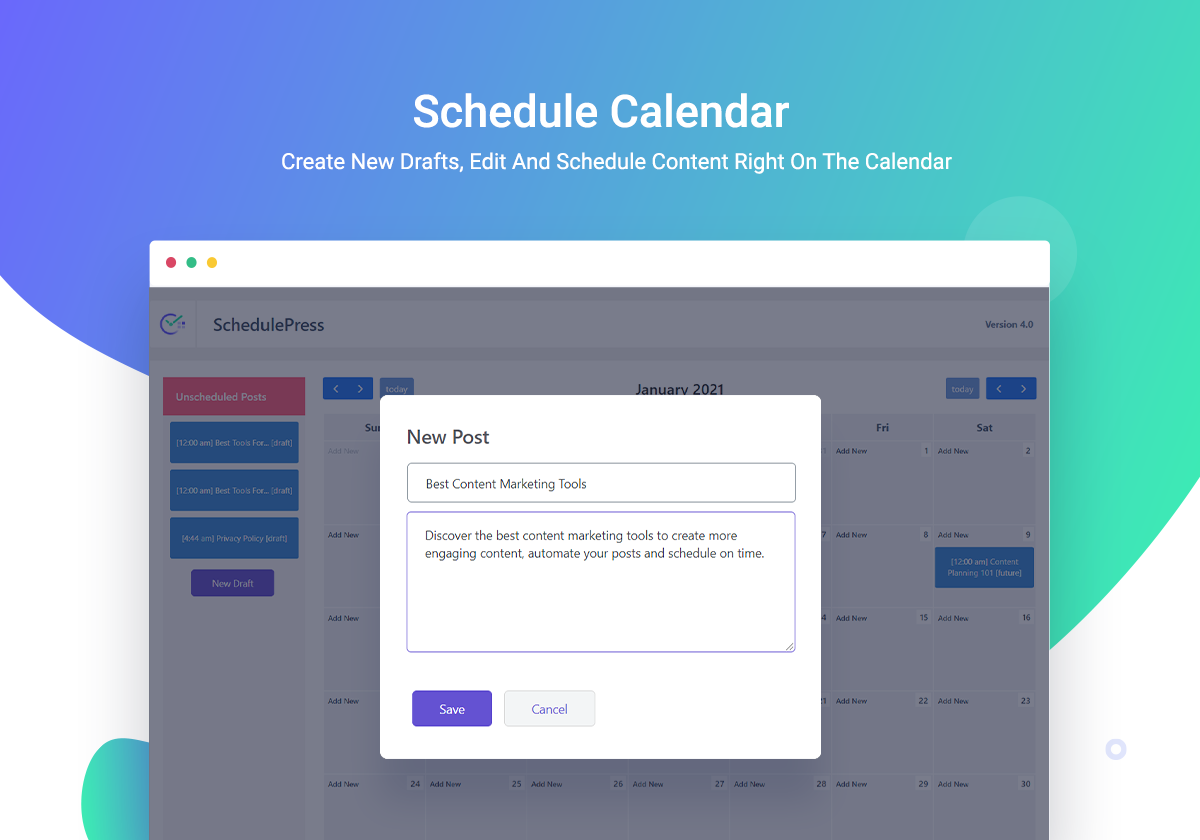 Schedule Calendar
Create New Drafts, Edit And Schedule Content Right On The Calendar
SchedulePress
Version 4.0
Unscheduled Posts
[12:00 am] Best Tools For... [draft]
[12:00 am] Best Tools For... [draft]
[4:44 am] Privacy Policy [draft]
New Draft
today
January 2021
today
Su
Fri
Sat
Add New
1
Add New 1
Add New 2
Add New
7
Add New 8
Add New 9
[12:00 am] Content
Planning 101 [future]
Add New
4
Add New 15
Add New 16
Add New
1
Add New 22
Add New 23
Add New 24
Add New 25
Add New 26
Add New 27
Add New 28
Add New 29
Add New 30
New Post
Best Content Marketing Tools
Discover the best content marketing tools to create more
engaging content, automate your posts and schedule on time.
Save
Cancel